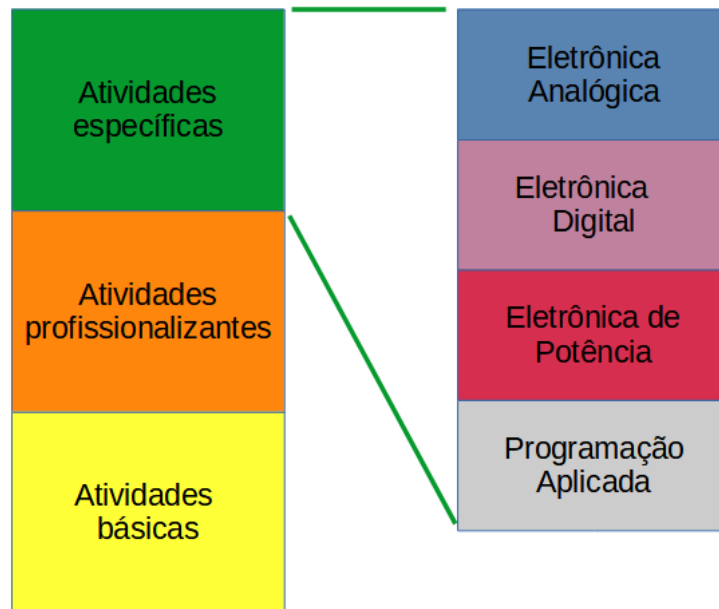 Atividades
específicas
Atividades
profissionalizantes
Atividades
básicas
Eletrônica
Analógica
Eletrônica
Digital
Eletrônica de
Potência
Programação
Aplicada